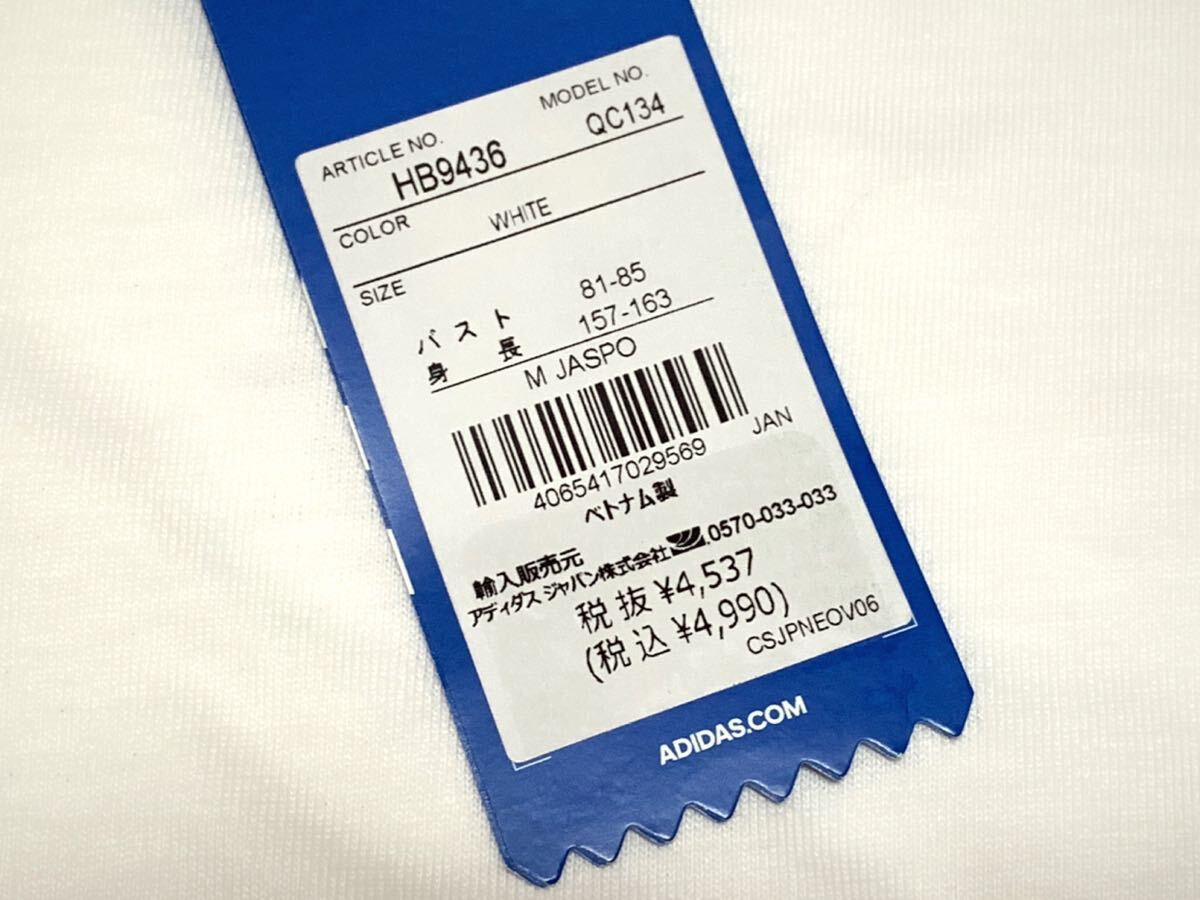 ARTICLE NO. MODEL NO.
HB9436 QC134
COLOR WHITE
SIZE
バスト 81-85
身長 157-163
M JASPO
4065417029569 JAN
ベトナム製
輸入販売元
アディダス ジャパン株式会社 0570-033-033
税抜 ¥4,537
(税込 ¥4,990)
CSJPNEOV06
ADIDAS.COM